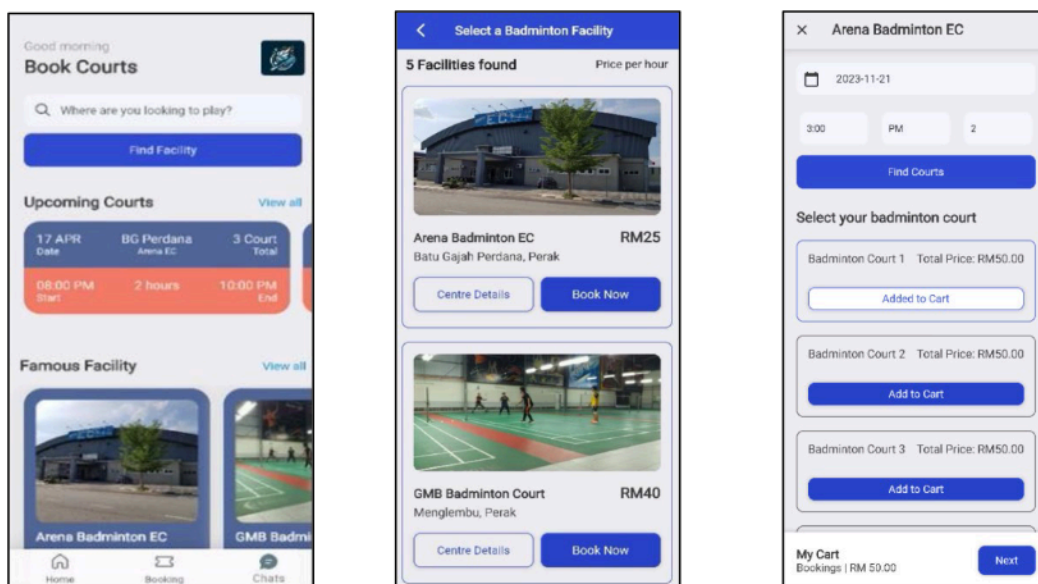 Good morning
Book Courts
Where are you looking to play?
Find Facility
Upcoming Courts View all
17 APR BG Perdana 3 Court
Date Arena EC Total
08:00 PM 2 hours 10:00 PM
Start End
Famous Facility View all
Arena Badminton EC GMB Badmi
Home Booking Chats
Select a Badminton Facility
5 Facilities found Price per hour
EC
Arena Badminton EC RM25
Batu Gajah Perdana, Perak
Centre Details Book Now
GMB Badminton Court RM40
Menglembu, Perak
Centre Details Book Now
Arena Badminton EC
2023-11-21
3:00 PM 2
Find Courts
Select your badminton court
Badminton Court 1 Total Price: RM50.00
Added to Cart
Badminton Court 2 Total Price: RM50.00
Add to Cart
Badminton Court 3 Total Price: RM50.00
Add to Cart
My Cart
Bookings | RM 50.00 Next